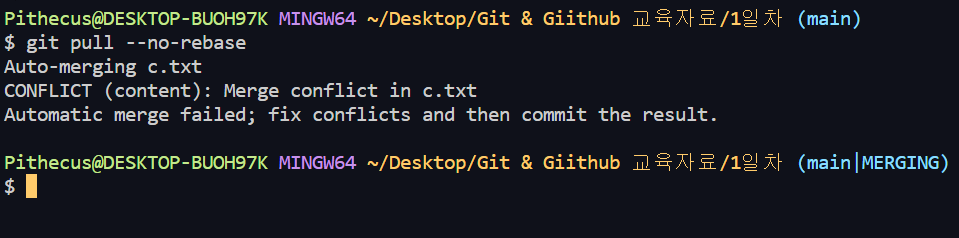 Pithecus@DESKTOP-BUOH97K MINGW64 ~/Desktop/Git & Giithub 교육자료/1일차 (main)
$ git pull --no-rebase
Auto-merging c.txt
CONFLICT (content): Merge conflict in c.txt
Automatic merge failed; fix conflicts and then commit the result.
Pithecus@DESKTOP-BUOH97K MINGW64 ~/Desktop/Git & Giithub 교육자료/1일차 (main|MERGING)
$